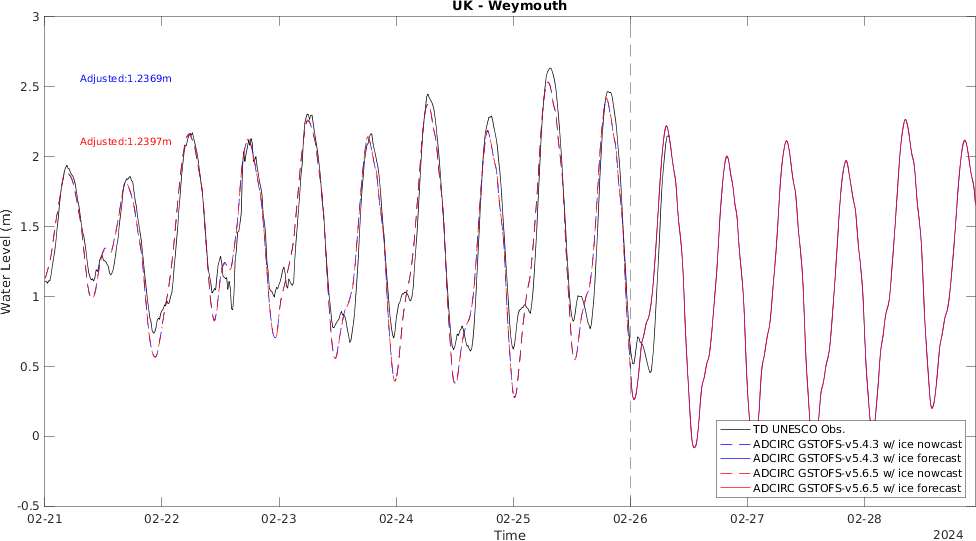 UK - Weymouth
3
2.5
2
1.5
1
0.5
0
-0.5
Water Level (m)
Adjusted:1.2369m
Adjusted:1.2397m
TD UNESCO Obs.
ADCIRC GSTOFS-v5.4.3 w/ ice nowcast
ADCIRC GSTOFS-v5.4.3 w/ ice forecast
ADCIRC GSTOFS-v5.6.5 w/ ice nowcast
ADCIRC GSTOFS-v5.6.5 w/ ice forecast
02-21 02-22 02-23 02-24 02-25 02-26 02-27 02-28
Time
2024